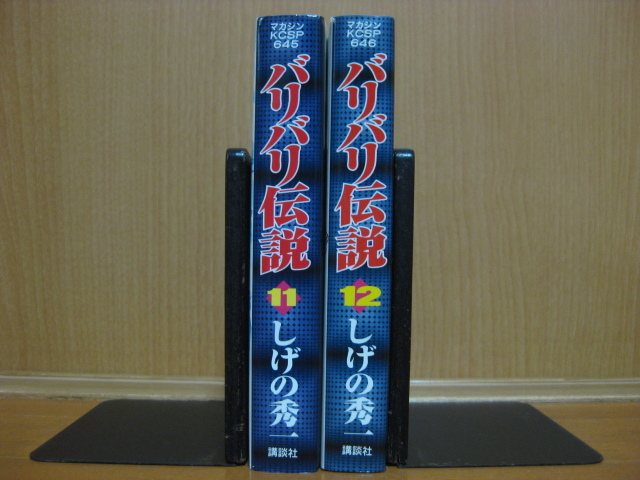 マガジン
KCSP
645
バリバリ伝説
11
しげの秀一
講談社
マガジン
KCSP
646
バリバリ伝説
12
しげの秀一
講談社